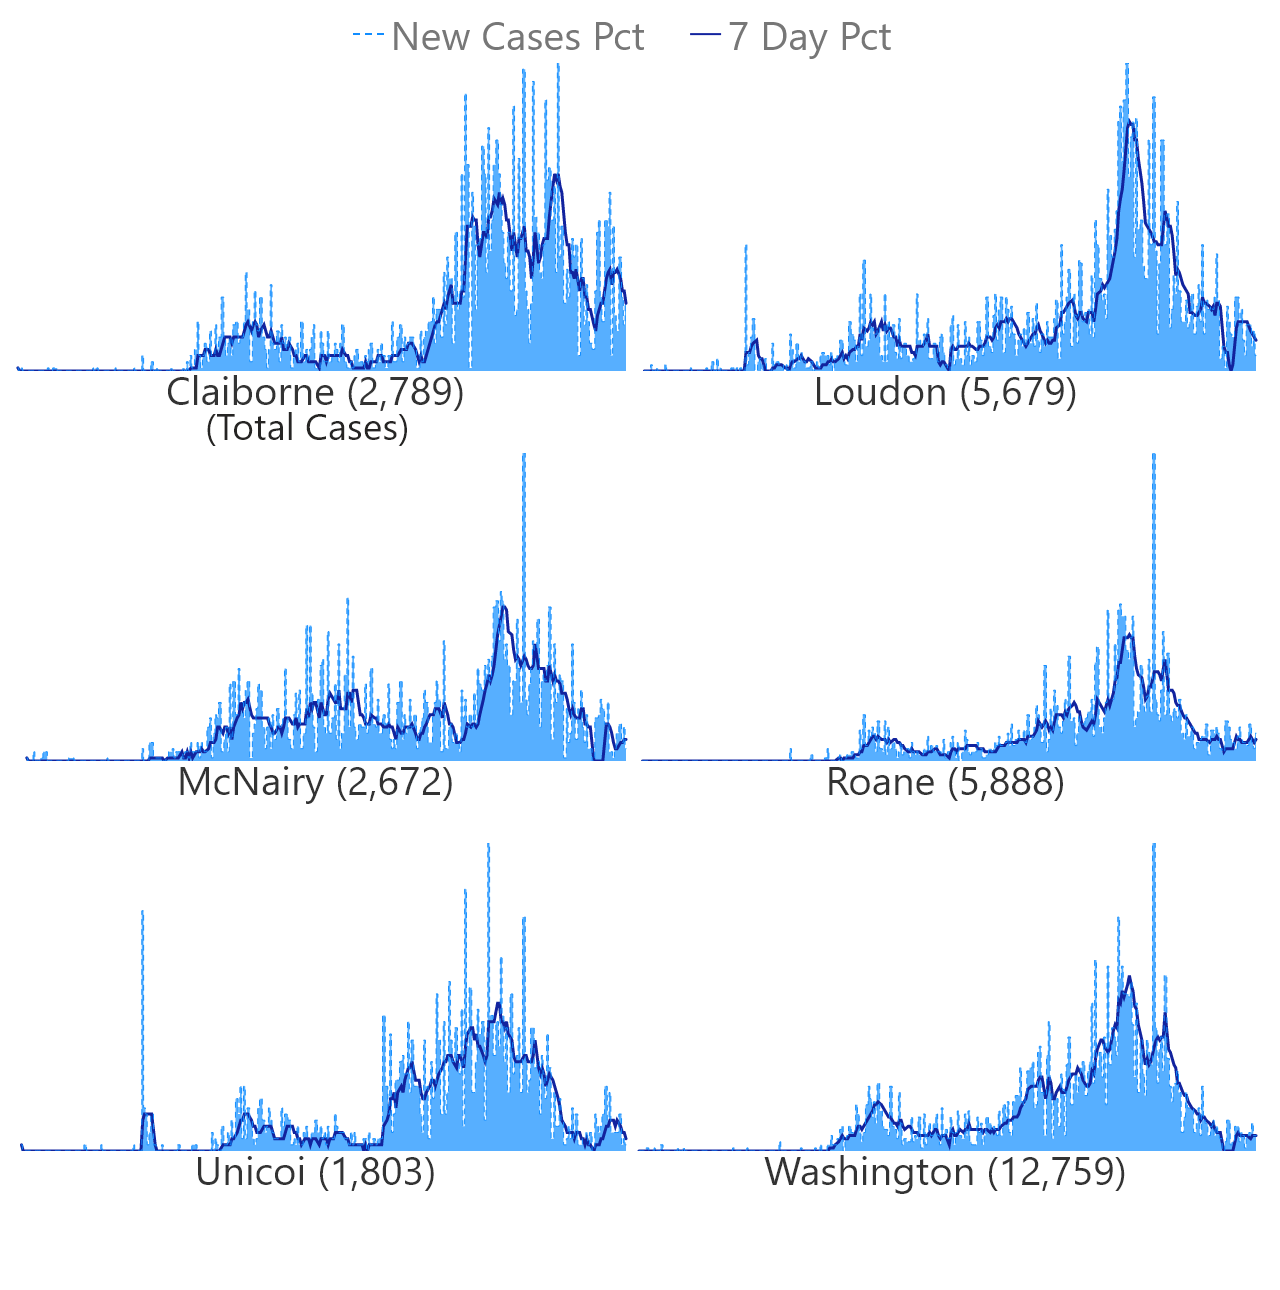 New Cases Pct 7 Day Pct
Claiborne (2,789)
(Total Cases)
Loudon (5,679)
McNairy (2,672)
Roane (5,888)
Unicoi (1,803)
Washington (12,759)